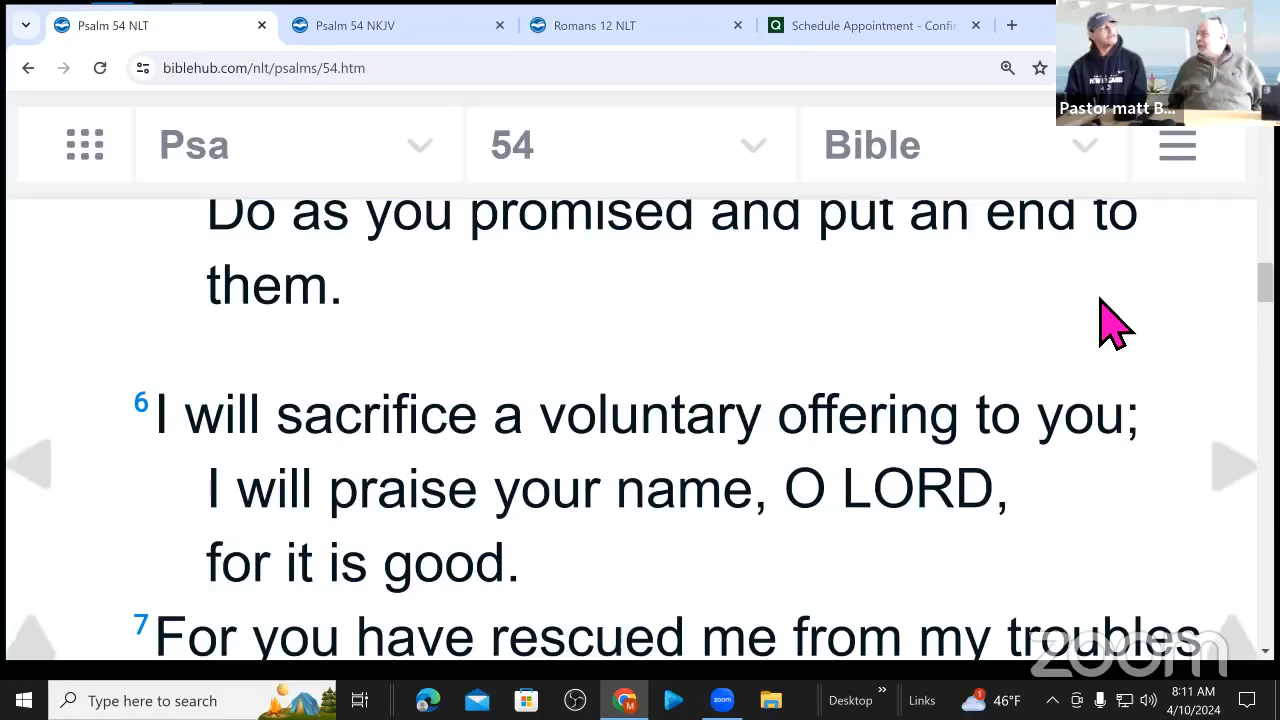 Psalm 54 NLT
Psalm 54 NKJV
Romans 12 NLT
Schedule Appointment - Confir
biblehub.com/nlt/psalms/54.htm
Pastor matt B...
Psa
54
Bible
Do as you promised and put an end to
them.
6 I will sacrifice a voluntary offering to you;
I will praise your name, O LORD,
for it is good.
7 For you have rescued me from my troubles
zoom
Type here to search
zoom
Desktop
Links
1
46°F
8:11 AM
4/10/2024